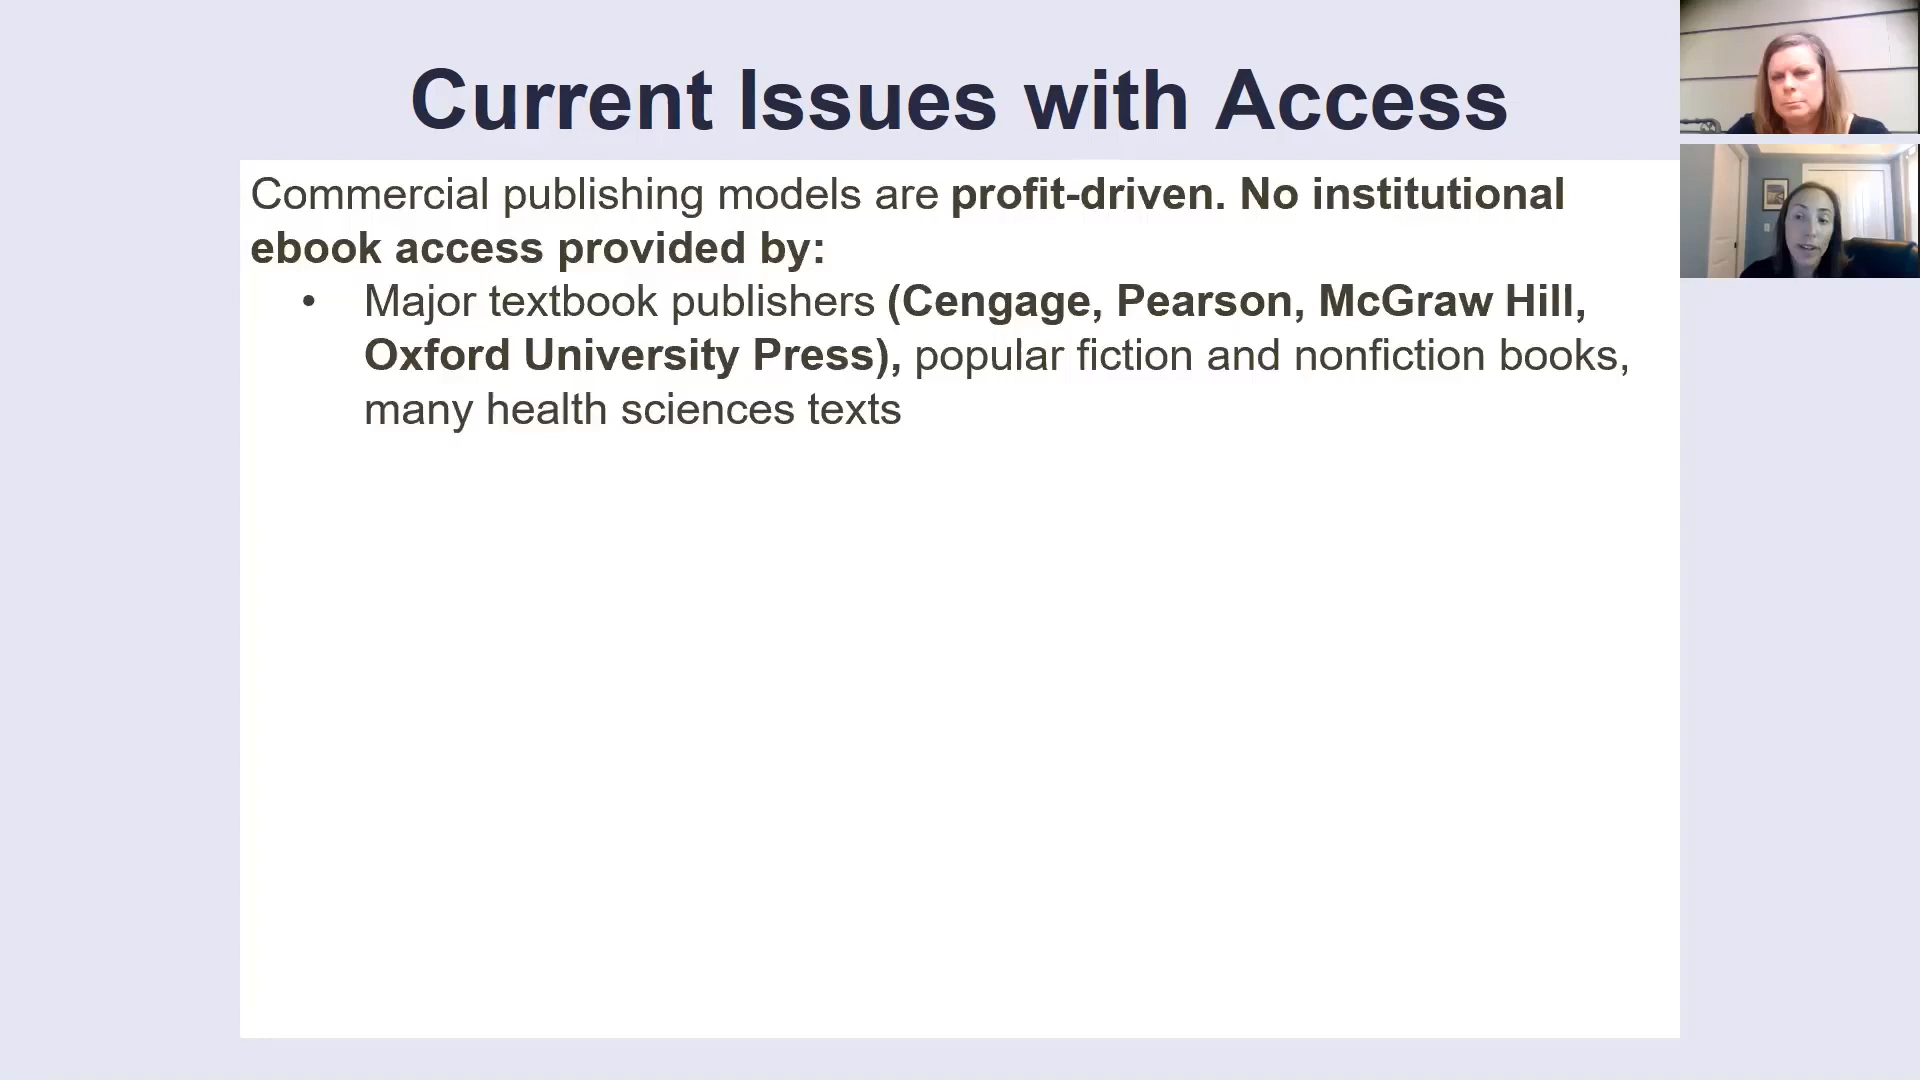 Current Issues with Access
Commercial publishing models are profit-driven. No institutional
ebook access provided by:
• Major textbook publishers (Cengage, Pearson, McGraw Hill,
Oxford University Press), popular fiction and nonfiction books,
many health sciences texts